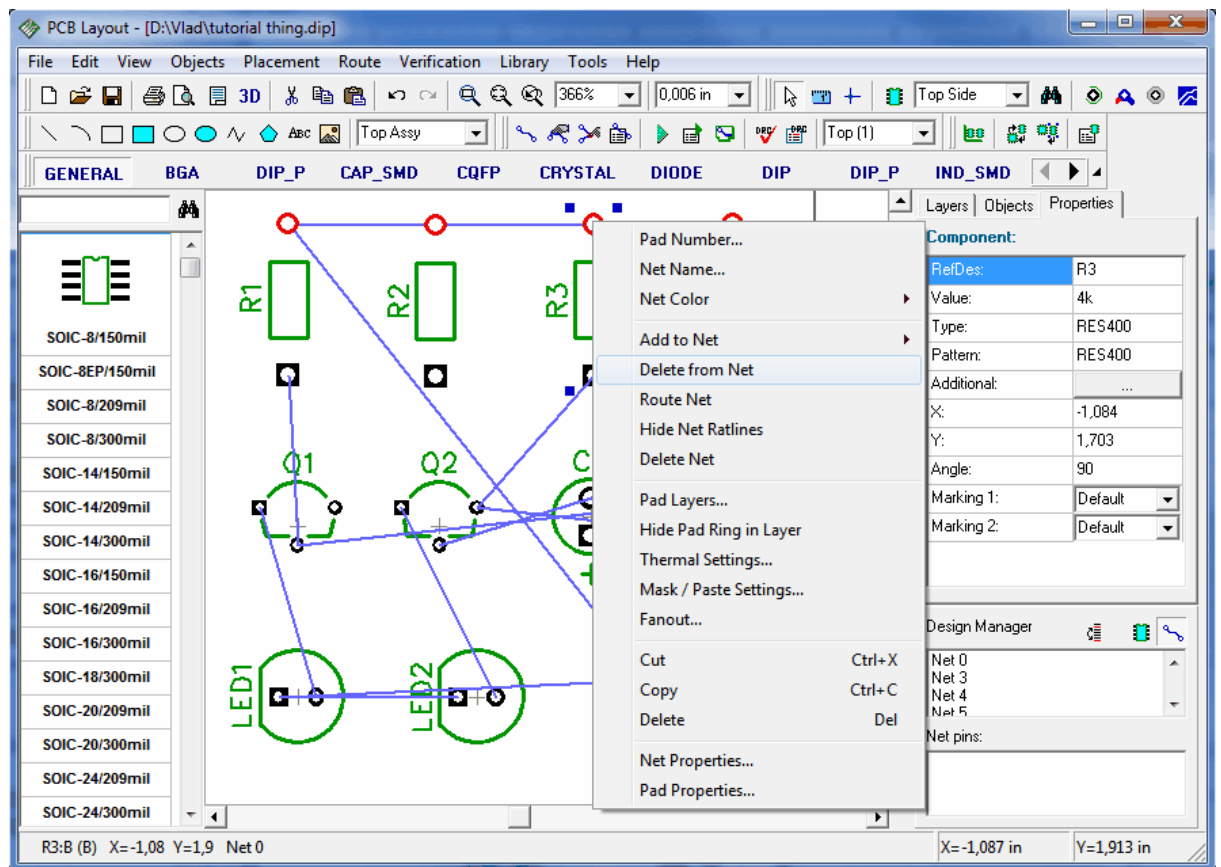 PCB Layout - [D:\Vlad\tutorial thing.dip]
File Edit View Objects Placement Route Verification Library Tools Help
3D 366% 0,006 in Top Side
ABC Top Assy DRC Top (1)
GENERAL BGA DIP_P CAP_SMD CQFP CRYSTAL DIODE DIP DIP_P IND_SMD
Layers Objects Properties
SOIC-8/150mil
SOIC-8EP/150mil
SOIC-8/209mil
SOIC-8/300mil
SOIC-14/150mil
SOIC-14/209mil
SOIC-14/300mil
SOIC-16/150mil
SOIC-16/209mil
SOIC-16/300mil
SOIC-18/300mil
SOIC-20/209mil
SOIC-20/300mil
SOIC-24/209mil
SOIC-24/300mil
R1 R2 R3
Q1 Q2 C
LED1 LED2
Pad Number...
Net Name...
Net Color
Add to Net
Delete from Net
Route Net
Hide Net Ratlines
Delete Net
Pad Layers...
Hide Pad Ring in Layer
Thermal Settings...
Mask / Paste Settings...
Fanout...
Cut Ctrl+X
Copy Ctrl+C
Delete Del
Net Properties...
Pad Properties...
Component:
RefDes: R3
Value: 4k
Type: RES400
Pattern: RES400
Additional: ...
X: -1,084
Y: 1,703
Angle: 90
Marking 1: Default
Marking 2: Default
Design Manager
Net 0
Net 3
Net 4
Net 5
Net pins:
R3:B (B) X=-1,08 Y=1,9 Net 0 X=-1,087 in Y=1,913 in